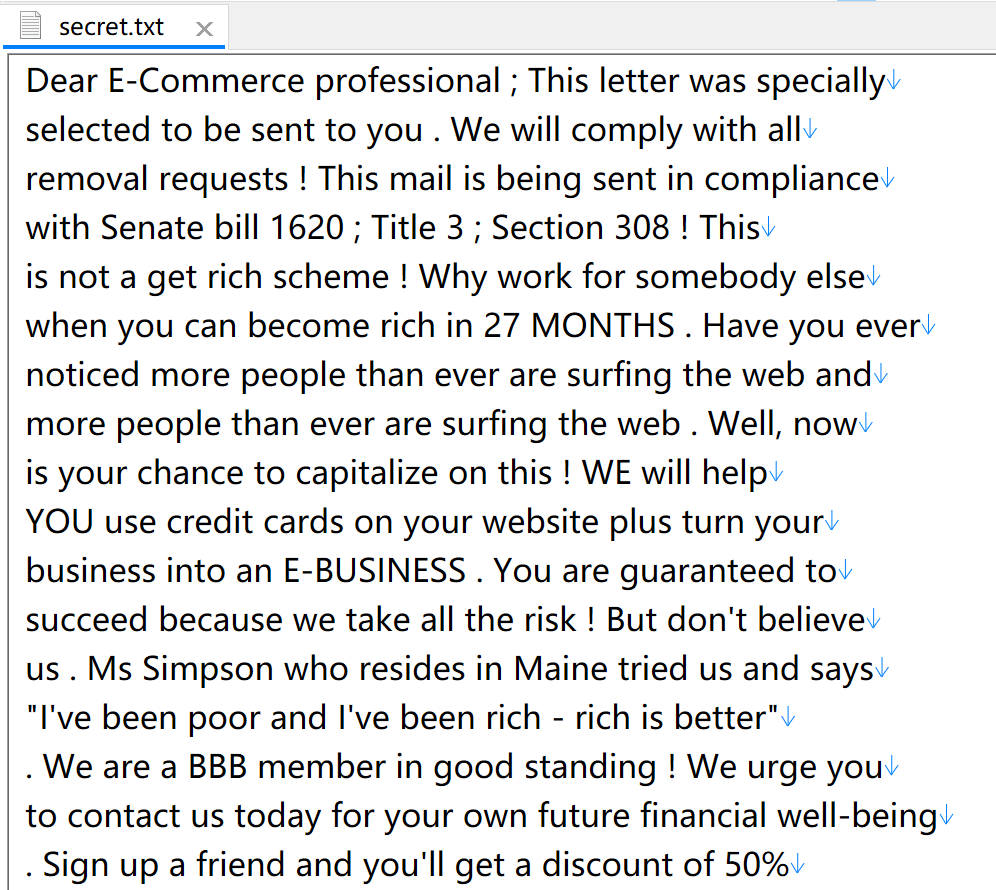 secret.txt
Dear E-Commerce professional ; This letter was specially
selected to be sent to you . We will comply with all
removal requests ! This mail is being sent in compliance
with Senate bill 1620 ; Title 3 ; Section 308 ! This
is not a get rich scheme ! Why work for somebody else
when you can become rich in 27 MONTHS . Have you ever
noticed more people than ever are surfing the web and
more people than ever are surfing the web . Well, now
is your chance to capitalize on this ! WE will help
YOU use credit cards on your website plus turn your
business into an E-BUSINESS . You are guaranteed to
succeed because we take all the risk ! But don't believe
us . Ms Simpson who resides in Maine tried us and says
"I've been poor and I've been rich - rich is better"
. We are a BBB member in good standing ! We urge you
to contact us today for your own future financial well-being
. Sign up a friend and you'll get a discount of 50%